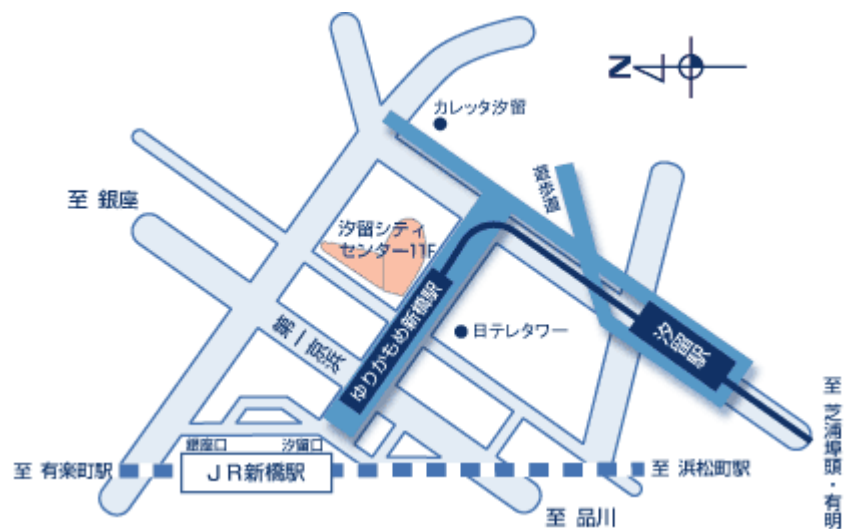 N
カレッタ汐留
遊歩道
至 銀座
汐留シティ
センター11F
ゆりかもめ新橋駅
日テレタワー
汐留駅
第一京浜
銀座口
汐留口
至 有楽町駅
JR新橋駅
至 浜松町駅
至 品川
至 芝浦埠頭・有明